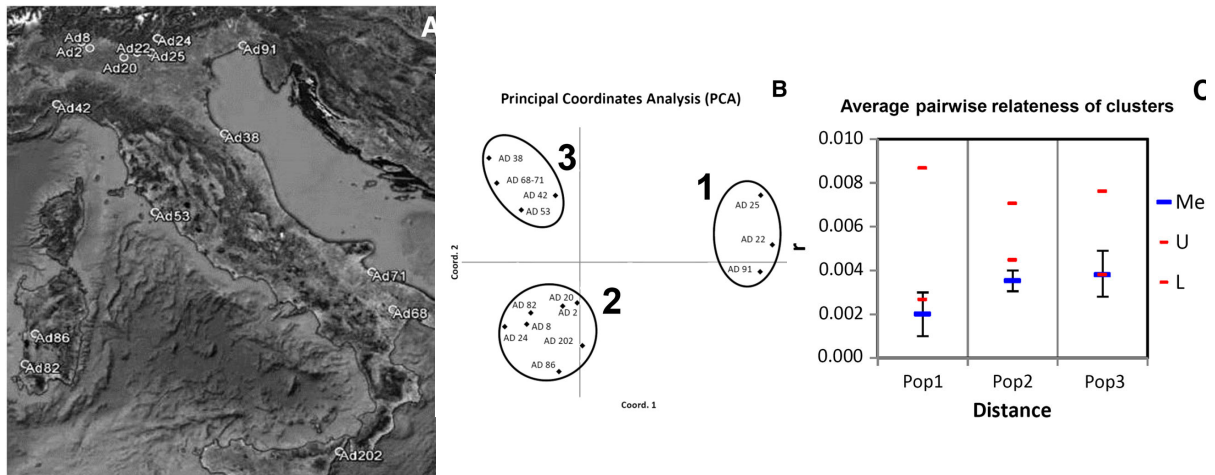 A
Ad8
Ad2
Ad20
Ad22
Ad24
Ad25
Ad91
Ad42
Ad38
Ad53
Ad71
Ad68
Ad86
Ad82
Ad202
B
Principal Coordinates Analysis (PCA)
3
AD 38
AD 68-71
AD 42
AD 53
1
AD 25
AD 22
AD 91
Coord. 2
2
AD 20
AD 82
AD 2
AD 8
AD 24
AD 202
AD 86
Coord. 1
C
Average pairwise relateness of clusters
0.010
0.008
0.006
0.004
0.002
0.000
r
Pop1 Pop2 Pop3
Distance
Me
U
L